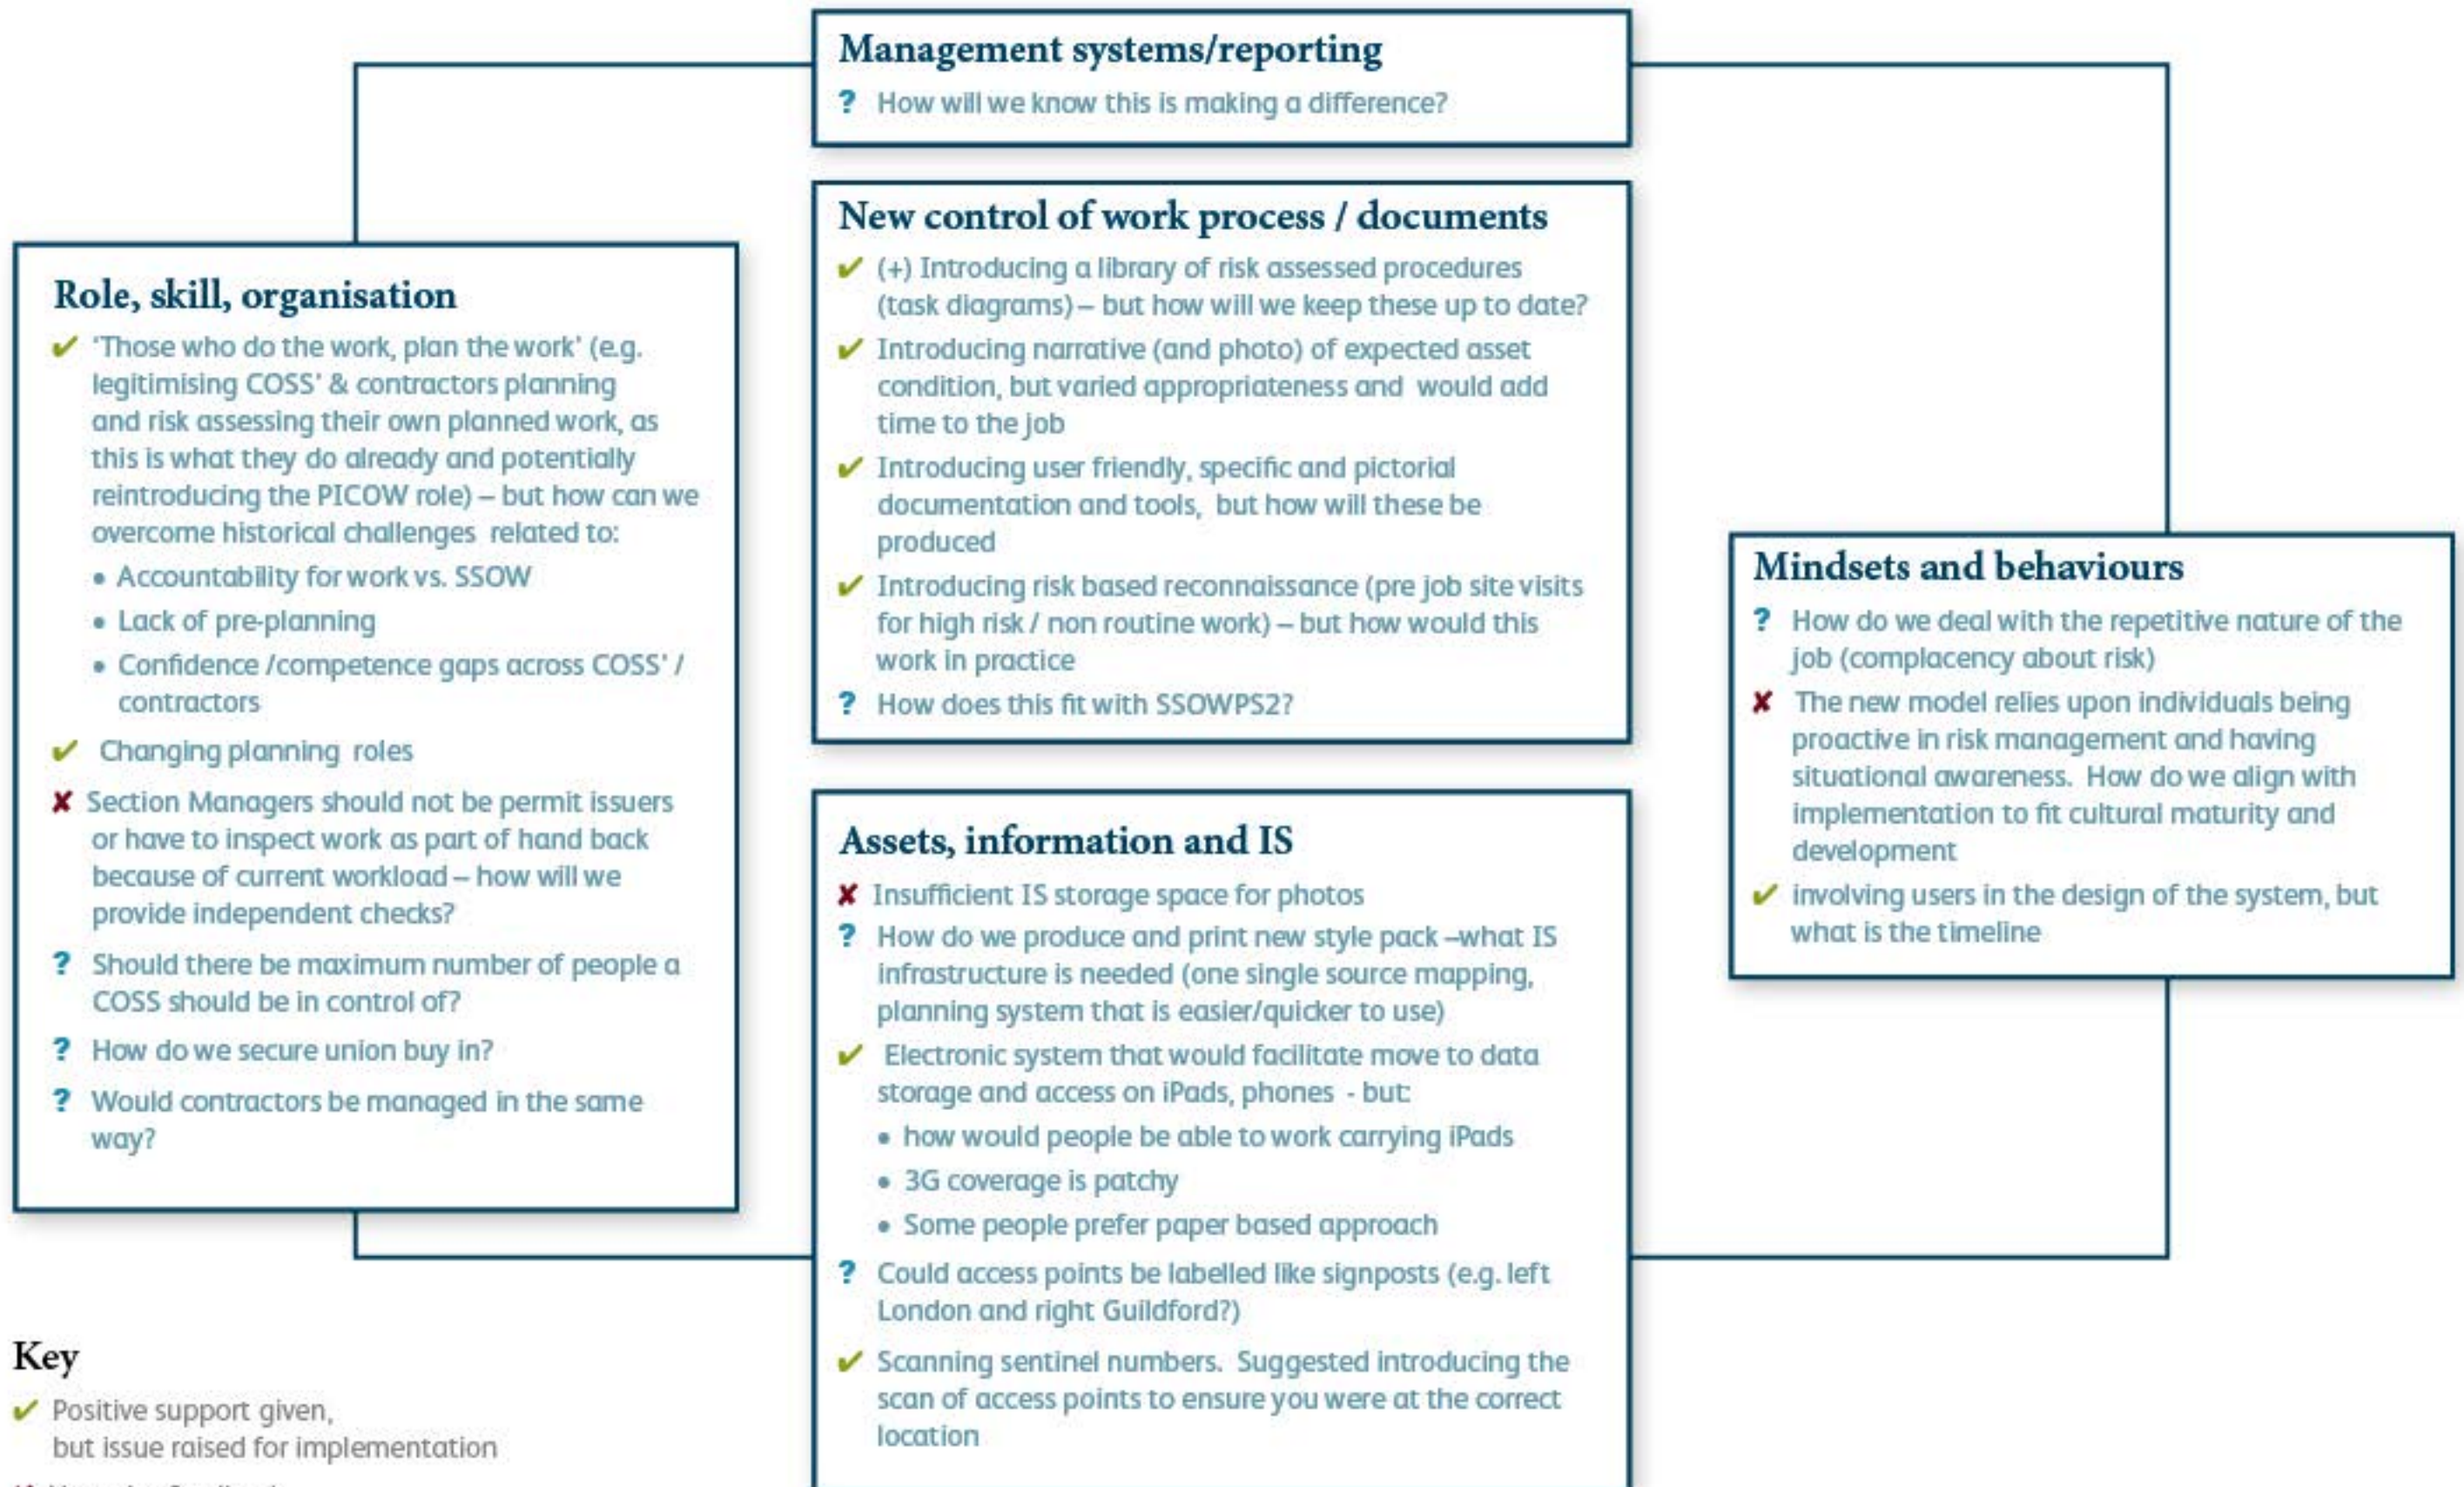 Management systems/reporting
? How will we know this is making a difference?
New control of work process / documents
✔ (+) Introducing a library of risk assessed procedures
(task diagrams) – but how will we keep these up to date?
✔ Introducing narrative (and photo) of expected asset
condition, but varied appropriateness and would add
time to the job
✔ Introducing user friendly, specific and pictorial
documentation and tools, but how will these be
produced
✔ Introducing risk based reconnaissance (pre job site visits
for high risk / non routine work) – but how would this
work in practice
? How does this fit with SSOWPS2?
Role, skill, organisation
✔ 'Those who do the work, plan the work' (e.g.
legitimising COSS' & contractors planning
and risk assessing their own planned work, as
this is what they do already and potentially
reintroducing the PICOW role) – but how can we
overcome historical challenges related to:
• Accountability for work vs. SSOW
• Lack of pre-planning
• Confidence /competence gaps across COSS' /
contractors
✔ Changing planning roles
✘ Section Managers should not be permit issuers
or have to inspect work as part of hand back
because of current workload – how will we
provide independent checks?
? Should there be maximum number of people a
COSS should be in control of?
? How do we secure union buy in?
? Would contractors be managed in the same
way?
Mindsets and behaviours
? How do we deal with the repetitive nature of the
job (complacency about risk)
✘ The new model relies upon individuals being
proactive in risk management and having
situational awareness. How do we align with
implementation to fit cultural maturity and
development
✔ involving users in the design of the system, but
what is the timeline
Assets, information and IS
✘ Insufficient IS storage space for photos
? How do we produce and print new style pack –what IS
infrastructure is needed (one single source mapping,
planning system that is easier/quicker to use)
✔ Electronic system that would facilitate move to data
storage and access on iPads, phones - but:
• how would people be able to work carrying iPads
• 3G coverage is patchy
• Some people prefer paper based approach
? Could access points be labelled like signposts (e.g. left
London and right Guildford?)
✔ Scanning sentinel numbers. Suggested introducing the
scan of access points to ensure you were at the correct
location
Key
✔ Positive support given,
but issue raised for implementation